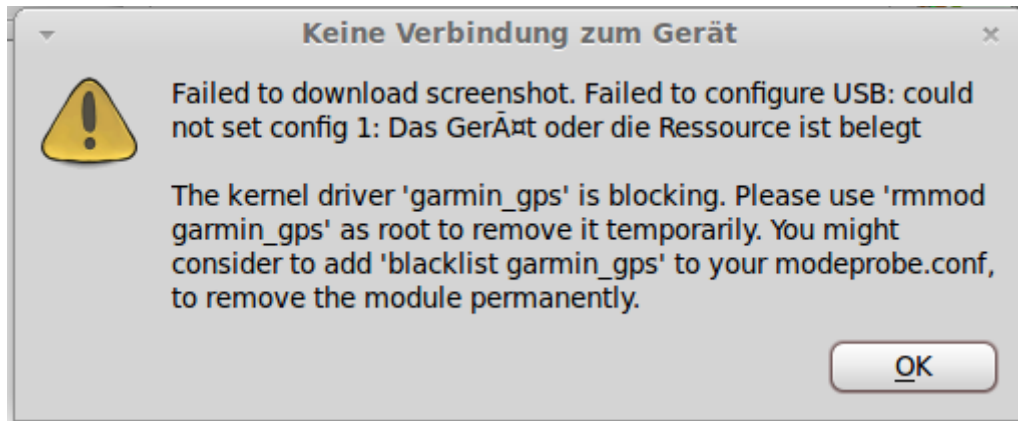 Keine Verbindung zum Gerät
Failed to download screenshot. Failed to configure USB: could
not set config 1: Das GerÃ¤t oder die Ressource ist belegt
The kernel driver 'garmin_gps' is blocking. Please use 'rmmod
garmin_gps' as root to remove it temporarily. You might
consider to add 'blacklist garmin_gps' to your modeprobe.conf,
to remove the module permanently.
OK